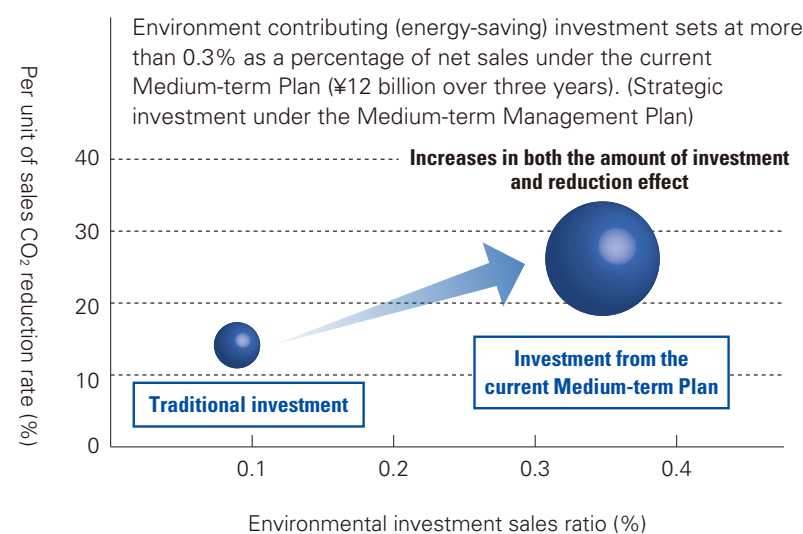 Environment contributing (energy-saving) investment sets at more
than 0.3% as a percentage of net sales under the current
Medium-term Plan (¥12 billion over three years). (Strategic
investment under the Medium-term Management Plan)
Per unit of sales CO₂ reduction rate (%)
40
Increases in both the amount of investment
and reduction effect
30
20
10
0
Traditional investment
Investment from the
current Medium-term Plan
0.1
0.2
0.3
0.4
Environmental investment sales ratio (%)